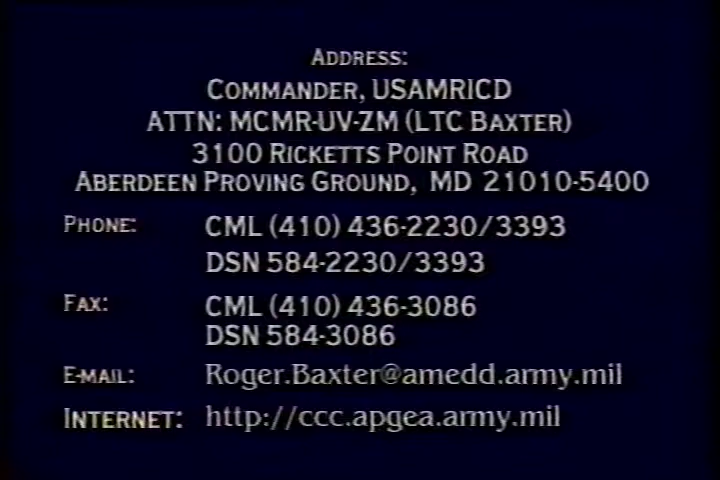 ADDRESS:
COMMANDER, USAMRICD
ATTN: MCMR-UV-ZM (LTC BAXTER)
3100 RICKETTS POINT ROAD
ABERDEEN PROVING GROUND, MD 21010-5400
PHONE: CML (410) 436-2230/3393
DSN 584-2230/3393
FAX: CML (410) 436-3086
DSN 584-3086
E-MAIL: Roger.Baxter@amedd.army.mil
INTERNET: http://ccc.apgea.army.mil